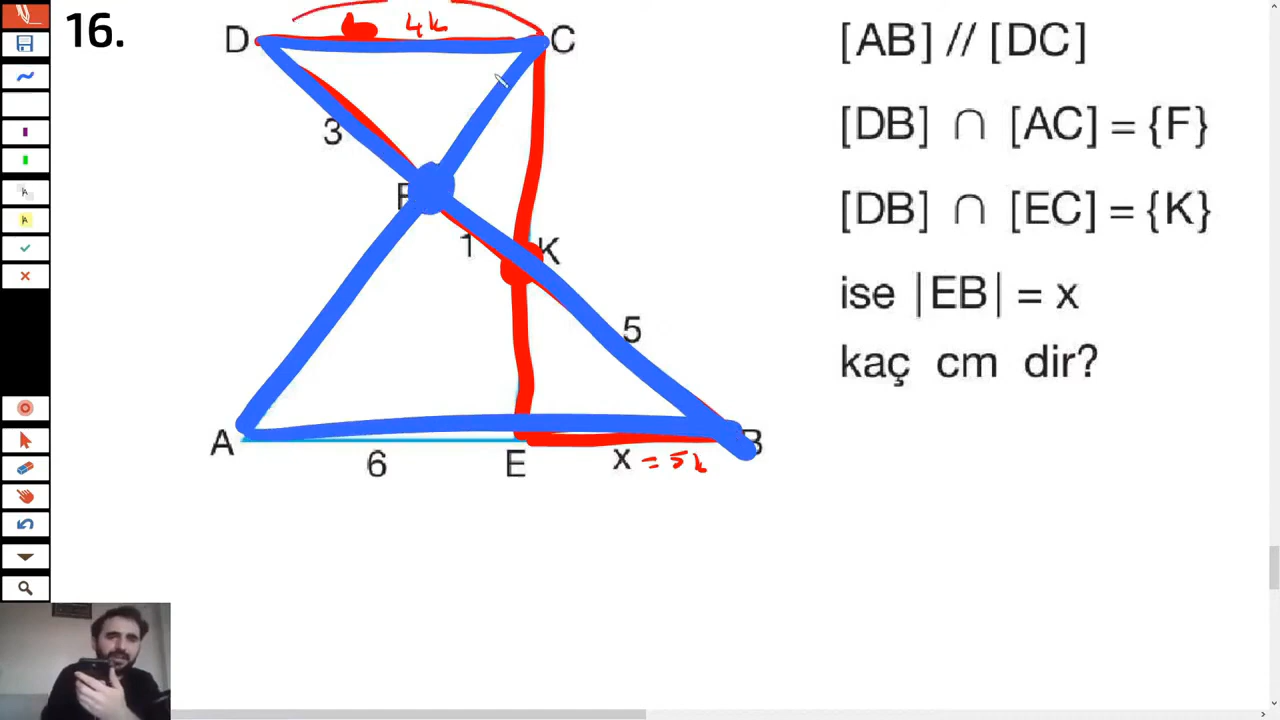 16.
D
4k
C
3
F
1
K
5
A
6
E
x = 5k
B
[AB] // [DC]
[DB] ∩ [AC] = {F}
[DB] ∩ [EC] = {K}
ise |EB| = x
kaç cm dir?